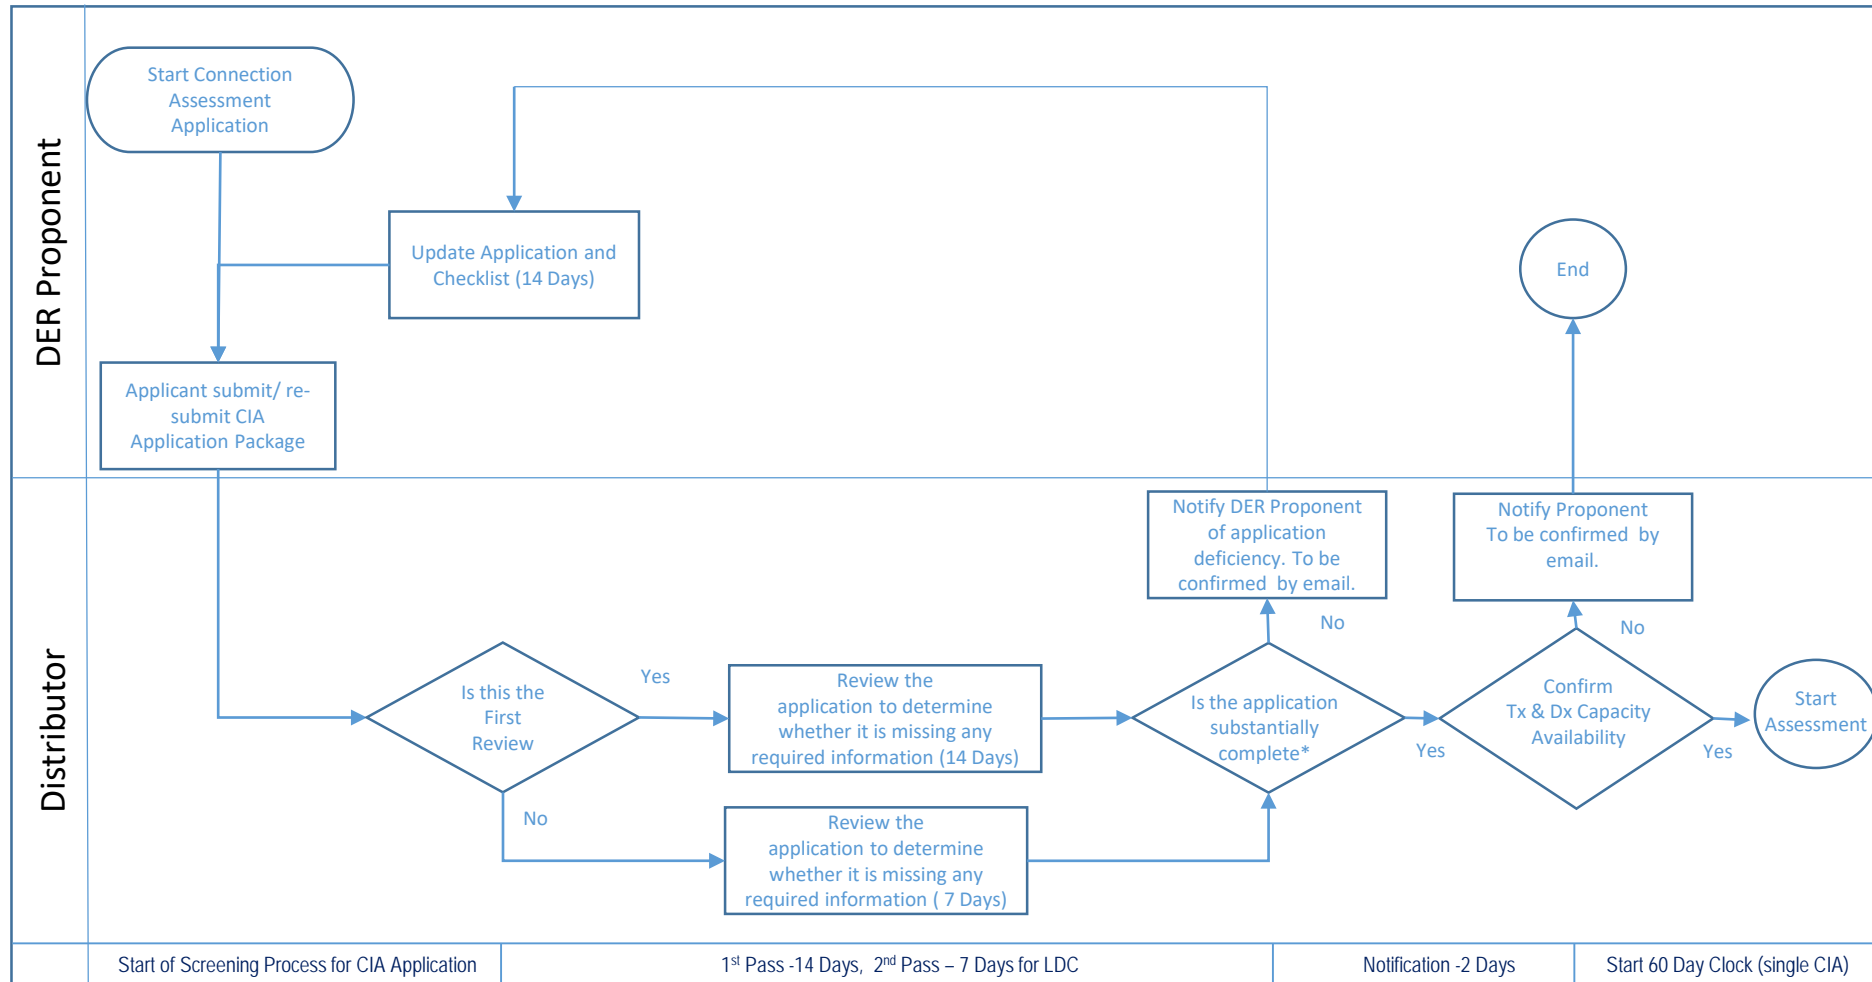 DER Proponent
Start Connection
Assessment
Application
Update Application and
Checklist (14 Days)
End
Applicant submit/ re-
submit CIA
Application Package
Distributor
Notify DER Proponent
of application
deficiency. To be
confirmed by email.
Notify Proponent
To be confirmed by
email.
No
No
Is this the
First
Review
Yes
No
Review the
application to determine
whether it is missing any
required information (14 Days)
Review the
application to determine
whether it is missing any
required information ( 7 Days)
Is the application
substantially
complete*
Yes
Confirm
Tx & Dx Capacity
Availability
Yes
Start
Assessment
Start of Screening Process for CIA Application
1st Pass -14 Days, 2nd Pass – 7 Days for LDC
Notification -2 Days
Start 60 Day Clock (single CIA)